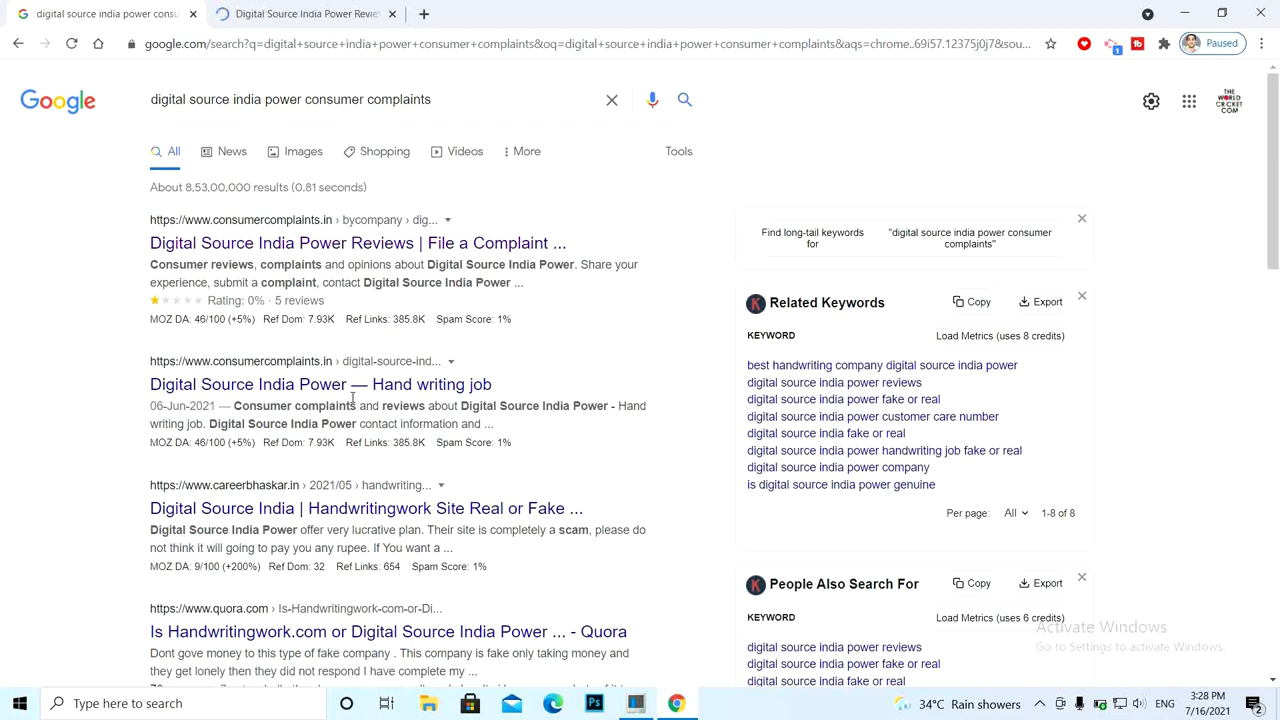 digital source india power consu
Digital Source India Power Revie
google.com/search?q=digital+source+india+power+consumer+complaints&oq=digital+source+india+power+consumer+complaints&aqs=chrome..69i57.12375j0j7&sou...
1
Paused
Google
digital source india power consumer complaints
THE WORLD CRICKET COM
All
News
Images
Shopping
Videos
More
Tools
About 8,53,00,000 results (0.81 seconds)
https://www.consumercomplaints.in › bycompany › dig...
Digital Source India Power Reviews | File a Complaint ...
Consumer reviews, complaints and opinions about Digital Source India Power. Share your
experience, submit a complaint, contact Digital Source India Power ...
Rating: 0% · 5 reviews
MOZ DA: 46/100 (+5%) Ref Dom: 7.93K Ref Links: 385.8K Spam Score: 1%
https://www.consumercomplaints.in › digital-source-ind...
Digital Source India Power — Hand writing job
06-Jun-2021 — Consumer complaints and reviews about Digital Source India Power - Hand
writing job. Digital Source India Power contact information and ...
MOZ DA: 46/100 (+5%) Ref Dom: 7.93K Ref Links: 385.8K Spam Score: 1%
https://www.careerbhaskar.in › 2021/05 › handwriting...
Digital Source India | Handwritingwork Site Real or Fake ...
Digital Source India Power offer very lucrative plan. Their site is completely a scam, please do
not think it will going to pay you any rupee. If You want a ...
MOZ DA: 9/100 (+200%) Ref Dom: 32 Ref Links: 654 Spam Score: 1%
https://www.quora.com › Is-Handwritingwork-com-or-Di...
Is Handwritingwork.com or Digital Source India Power ... - Quora
Dont gove money to this type of fake company . This company is fake only taking money and
they get lonely then they did not respond I have complete my ...
Find long-tail keywords for
"digital source india power consumer complaints"
K Related Keywords
Copy
Export
KEYWORD
Load Metrics (uses 8 credits)
best handwriting company digital source india power
digital source india power reviews
digital source india power fake or real
digital source india power customer care number
digital source india fake or real
digital source india power handwriting job fake or real
digital source india power company
is digital source india power genuine
Per page: All 1-8 of 8
K People Also Search For
Copy
Export
KEYWORD
Load Metrics (uses 6 credits)
digital source india power reviews
digital source india power fake or real
digital source india fake or real
Activate Windows
Go to Settings to activate Windows.
Type here to search
Ps
34°C Rain showers
ENG
3:28 PM
7/16/2021
2